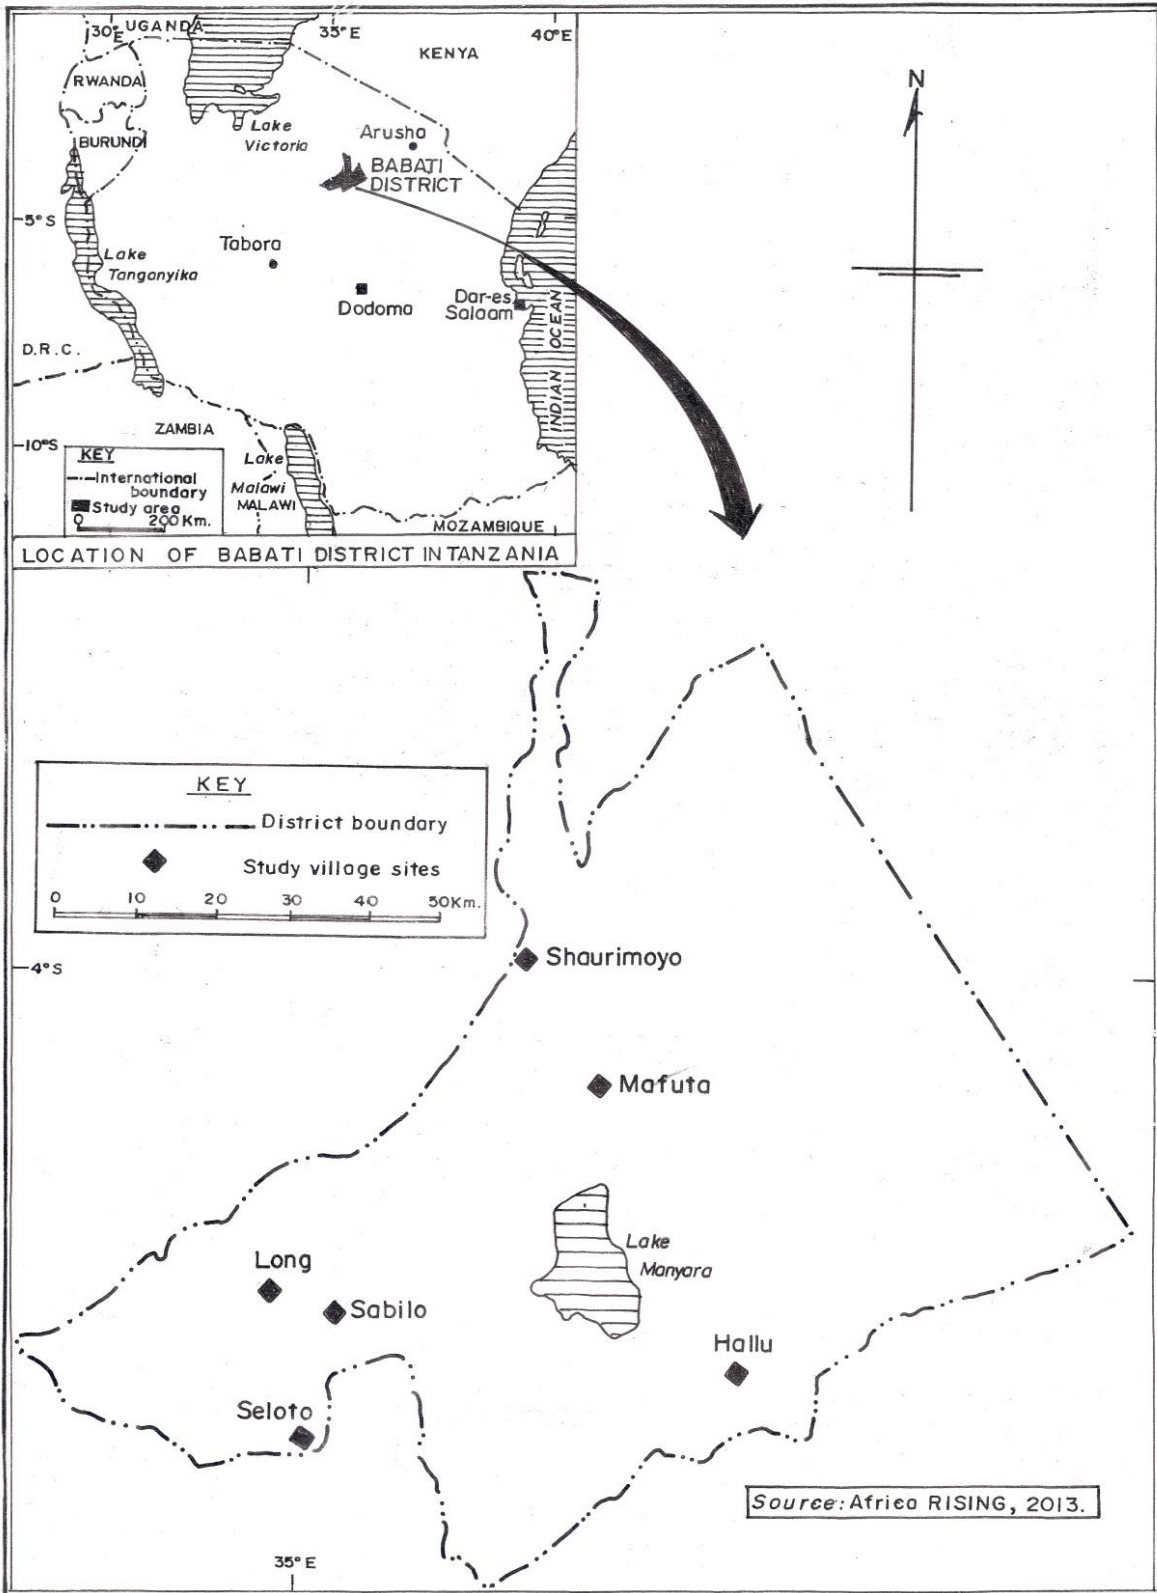 30°E
UGANDA
35°E
40°E
KENYA
RWANDA
BURUNDI
Lake
Victoria
Arusha
BABATI
DISTRICT
5°S
Tabora
Lake
Tanganyika
Dodoma
Dar-es
Salaam
INDIAN OCEAN
D.R.C.
ZAMBIA
10°S
KEY
International
boundary
Study area
0 200 Km.
Lake
Malawi
MALAWI
MOZAMBIQUE
LOCATION OF BABATI DISTRICT IN TANZANIA
N
KEY
District boundary
Study village sites
0 10 20 30 40 50 Km.
4°S
Shaurimoyo
Mafuta
Lake
Manyara
Long
Sabilo
Hallu
Seloto
Source: Africa RISING, 2013.
35° E